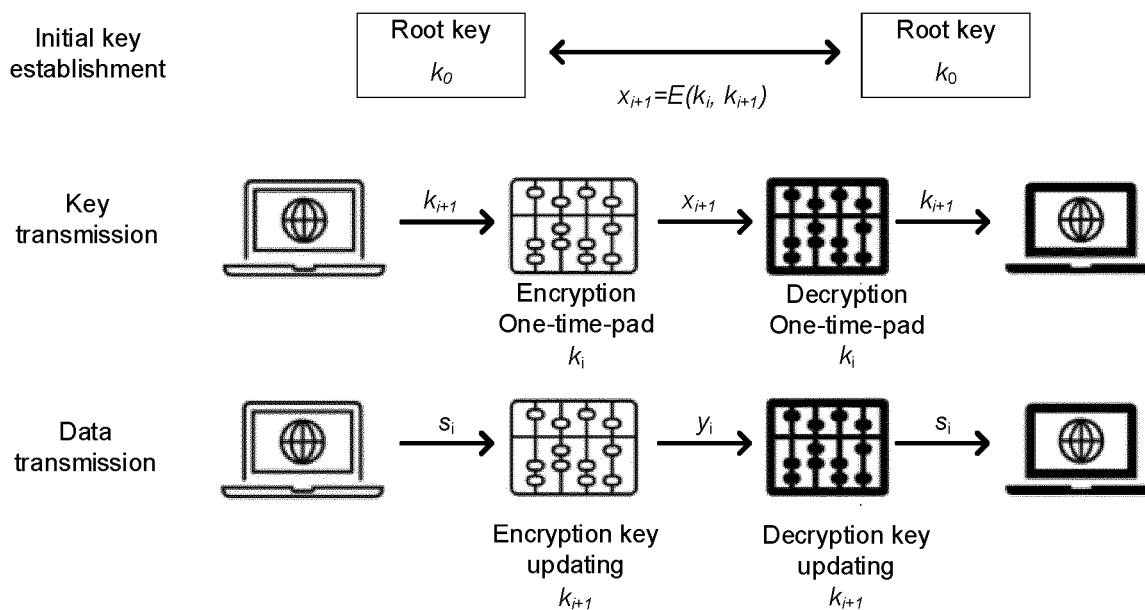 Initial key
establishment
Root key
k₀
Root key
k₀
xᵢ₊₁=E(kᵢ, kᵢ₊₁)
Key
transmission
kᵢ₊₁
xᵢ₊₁
kᵢ₊₁
Encryption
One-time-pad
kᵢ
Decryption
One-time-pad
kᵢ
Data
transmission
sᵢ
yᵢ
sᵢ
Encryption key
updating
kᵢ₊₁
Decryption key
updating
kᵢ₊₁